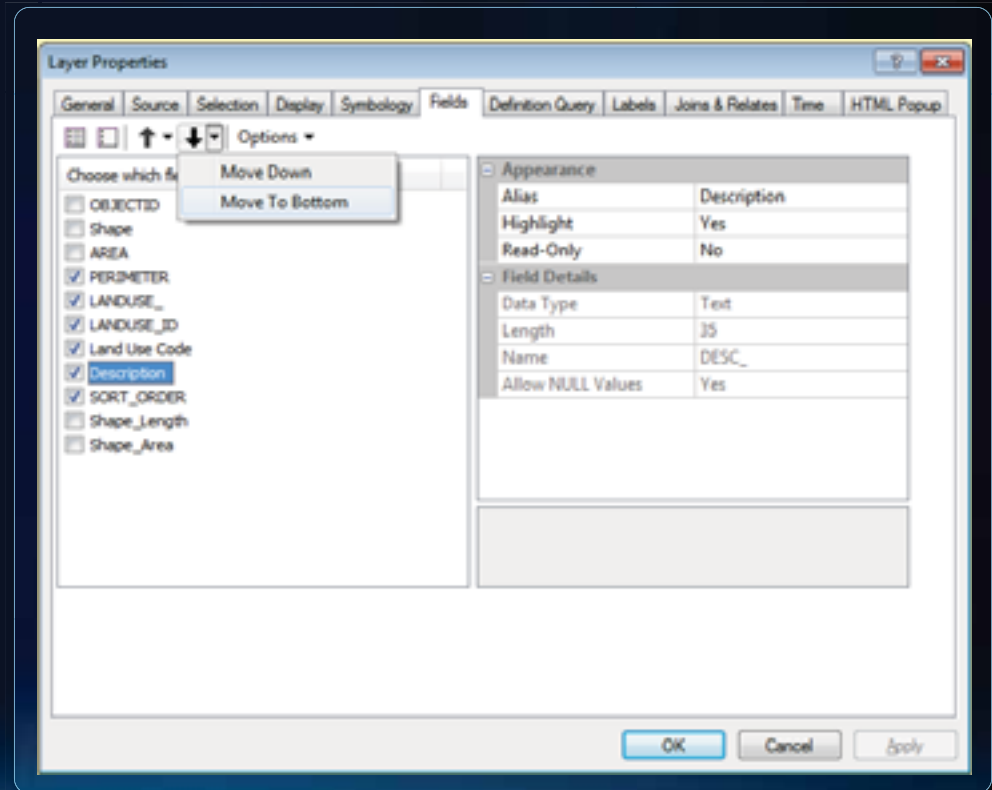 Layer Properties
General Source Selection Display Symbology Fields Definition Query Labels Joins & Relates Time HTML Popup
Options
Move Down
Move To Bottom
Choose which
OBJECTID
Shape
AREA
PERIMETER
LANDUSE_
LANDUSE_ID
Land Use Code
Description
SORT_ORDER
Shape_Length
Shape_Area
Appearance
Alias Description
Highlight Yes
Read-Only No
Field Details
Data Type Text
Length 35
Name DESC_
Allow NULL Values Yes
OK Cancel Apply